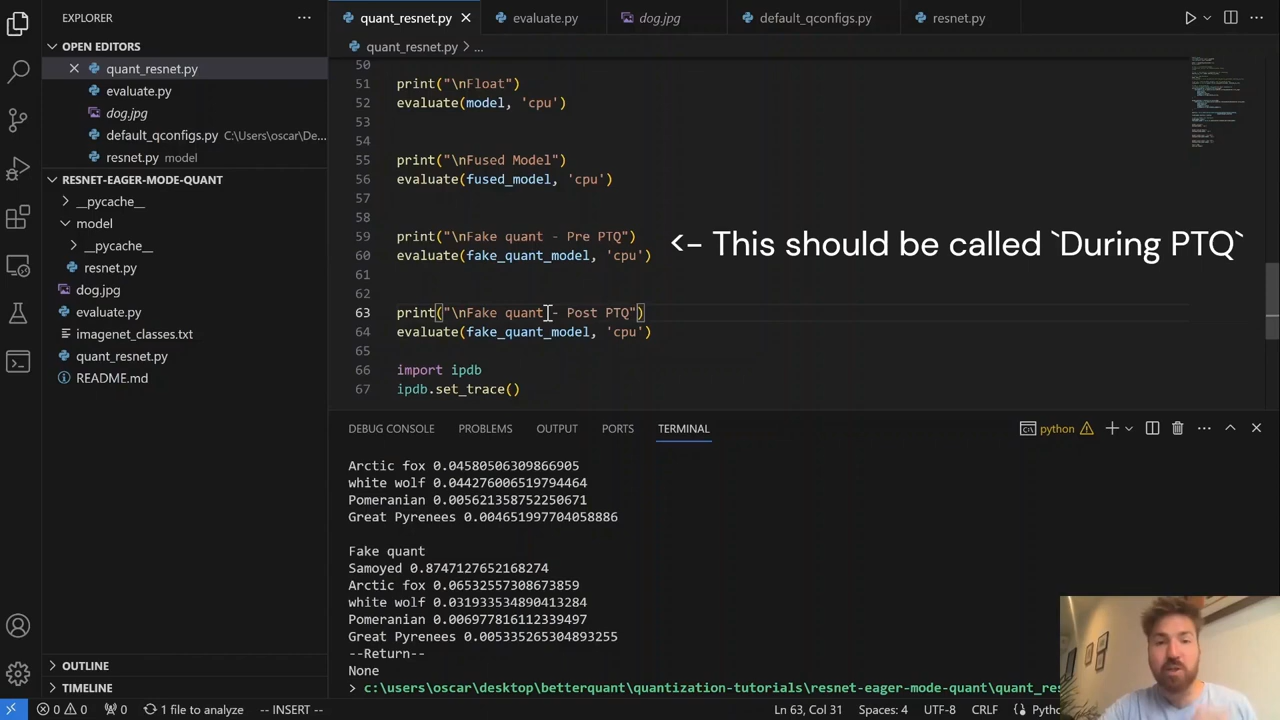 EXPLORER
OPEN EDITORS
quant_resnet.py
evaluate.py
dog.jpg
default_qconfigs.py C:\Users\oscar/De...
resnet.py model
RESNET-EAGER-MODE-QUANT
__pycache__
model
__pycache__
resnet.py
dog.jpg
evaluate.py
imagenet_classes.txt
quant_resnet.py
README.md
OUTLINE
TIMELINE
quant_resnet.py
evaluate.py
dog.jpg
default_qconfigs.py
resnet.py
quant_resnet.py > ...
50
51 print("\nFloat")
52 evaluate(model, 'cpu')
53
54
55 print("\nFused Model")
56 evaluate(fused_model, 'cpu')
57
58
59 print("\nFake quant - Pre PTQ")
60 evaluate(fake_quant_model, 'cpu')
61
62
63 print("\nFake quant - Post PTQ")
64 evaluate(fake_quant_model, 'cpu')
65
66 import ipdb
67 ipdb.set_trace()
<- This should be called `During PTQ`
DEBUG CONSOLE PROBLEMS OUTPUT PORTS TERMINAL
python
Arctic fox 0.04580506309866905
white wolf 0.044276006519794464
Pomeranian 0.005621358752250671
Great Pyrenees 0.004651997704058886
Fake quant
Samoyed 0.8747127652168274
Arctic fox 0.06532557308673859
white wolf 0.031933534890413284
Pomeranian 0.006977816112339497
Great Pyrenees 0.005335265304893255
--Return--
None
> c:\users\oscar\desktop\betterquant\quantization-tutorials\resnet-eager-mode-quant\quant_res
0 0 0 1 file to analyze -- INSERT -- Ln 63, Col 31 Spaces: 4 UTF-8 CRLF Pytho